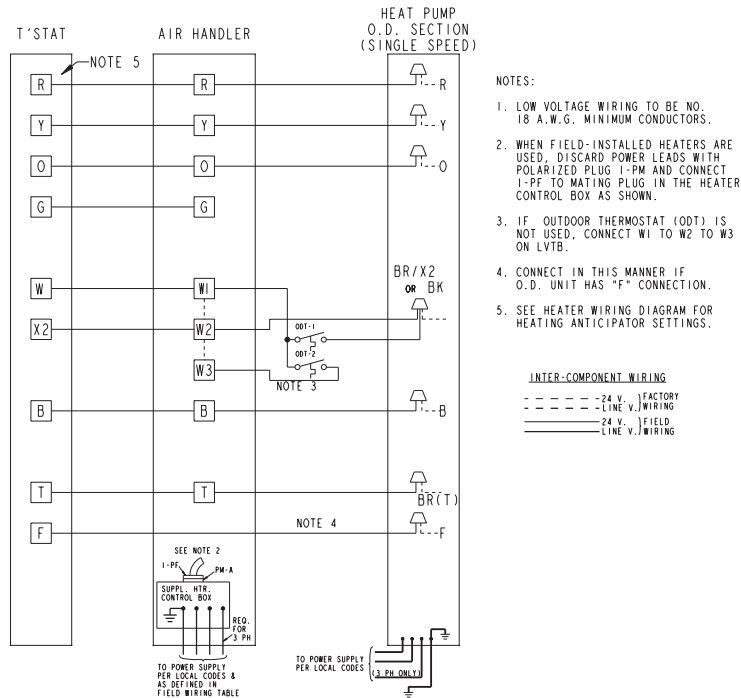 HEAT PUMP
O.D. SECTION
(SINGLE SPEED)
T'STAT
AIR HANDLER
NOTE 5
R
R
R
Y
Y
Y
O
O
O
G
G
W
W1
BR/X2
OR BK
X2
W2
ODT-1
ODT-2
W3
NOTE 3
B
B
B
T
T
BR(T)
F
NOTE 4
F
SEE NOTE 2
1-PF
PM-A
SUPPL. HTR.
CONTROL BOX
REQ.
FOR
3 PH
TO POWER SUPPLY
PER LOCAL CODES &
AS DEFINED IN
FIELD WIRING TABLE
TO POWER SUPPLY
PER LOCAL CODES
(3 PH ONLY)
NOTES:
1. LOW VOLTAGE WIRING TO BE NO.
18 A.W.G. MINIMUM CONDUCTORS.
2. WHEN FIELD-INSTALLED HEATERS ARE
USED, DISCARD POWER LEADS WITH
POLARIZED PLUG 1-PM AND CONNECT
1-PF TO MATING PLUG IN THE HEATER
CONTROL BOX AS SHOWN.
3. IF OUTDOOR THERMOSTAT (ODT) IS
NOT USED, CONNECT W1 TO W2 TO W3
ON LVTB.
4. CONNECT IN THIS MANNER IF
O.D. UNIT HAS "F" CONNECTION.
5. SEE HEATER WIRING DIAGRAM FOR
HEATING ANTICIPATOR SETTINGS.
INTER-COMPONENT WIRING
24 V. } FACTORY
LINE V. } WIRING
24 V. } FIELD
LINE V. } WIRING